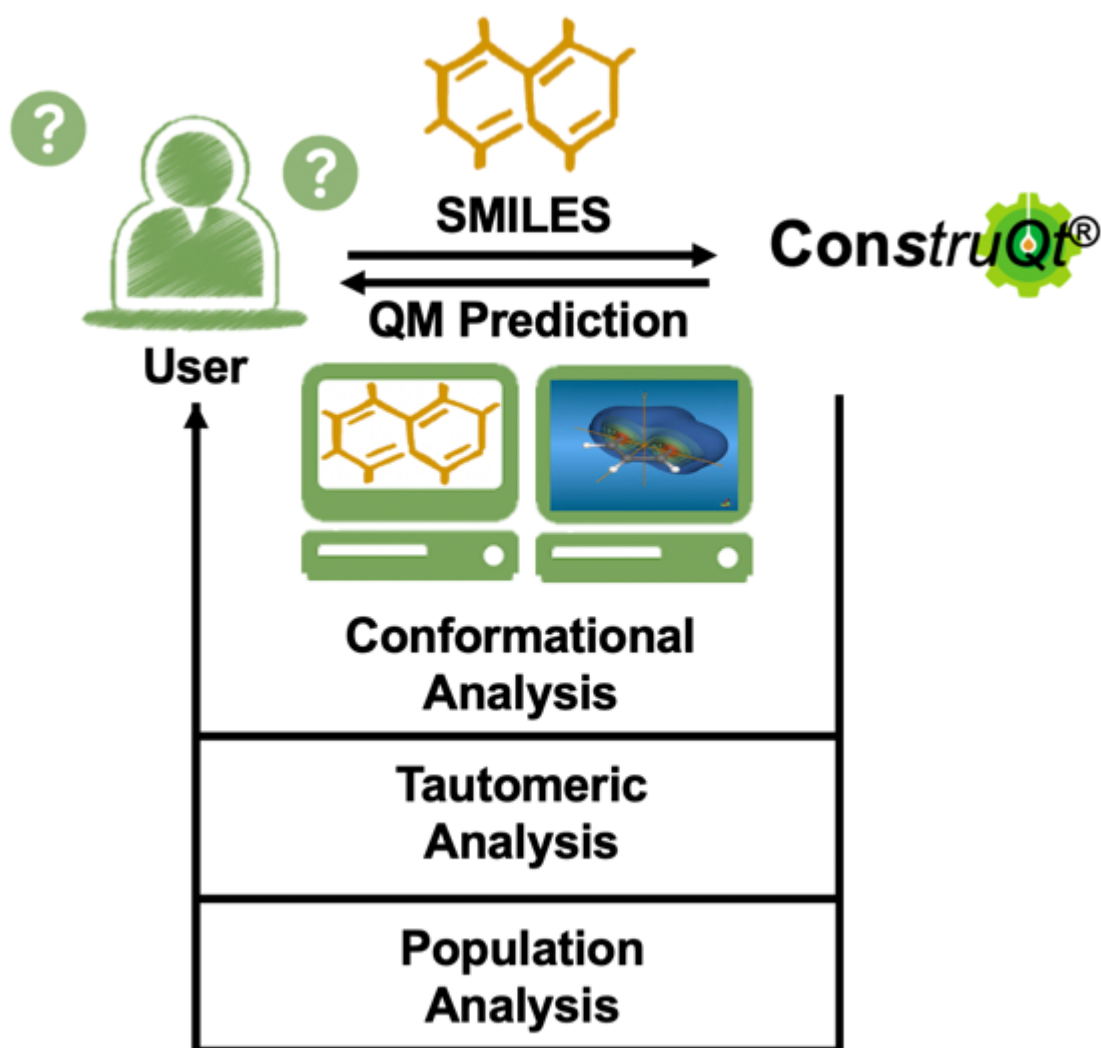 ?
?
SMILES
ConstruQt®
QM Prediction
User
Conformational
Analysis
Tautomeric
Analysis
Population
Analysis